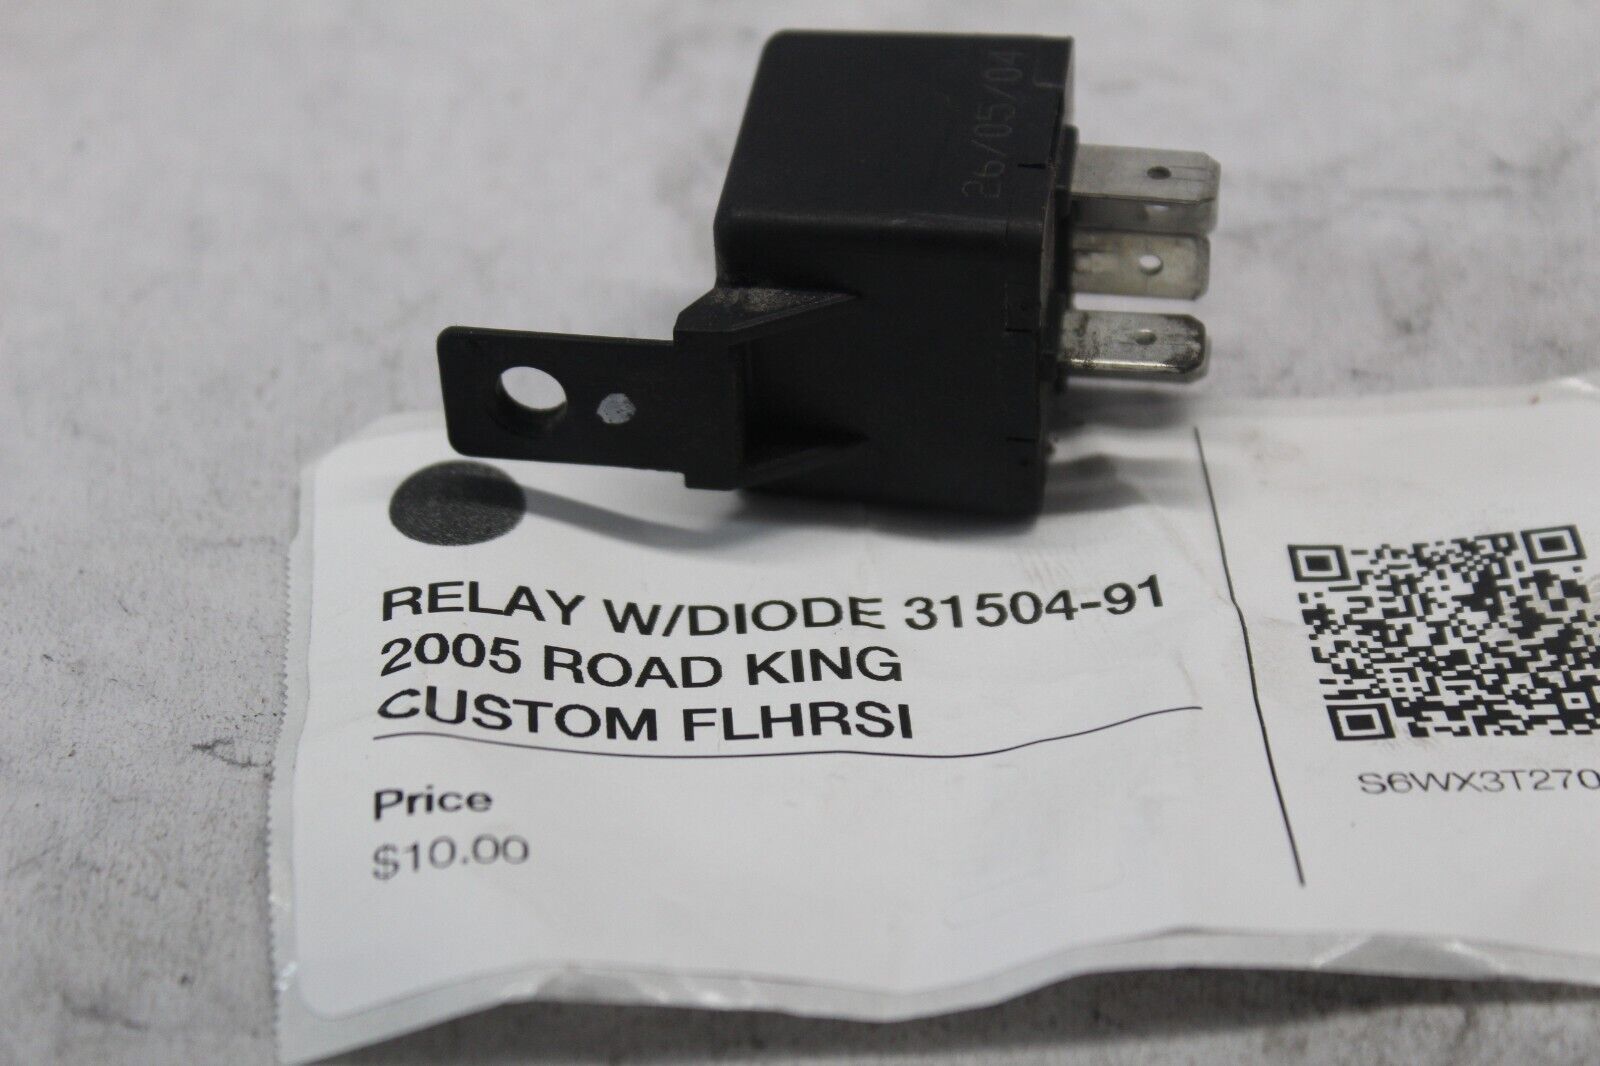 26/05/04
RELAY W/DIODE 31504-91
2005 ROAD KING
CUSTOM FLHRSI
Price
$10.00
S6WX3T270